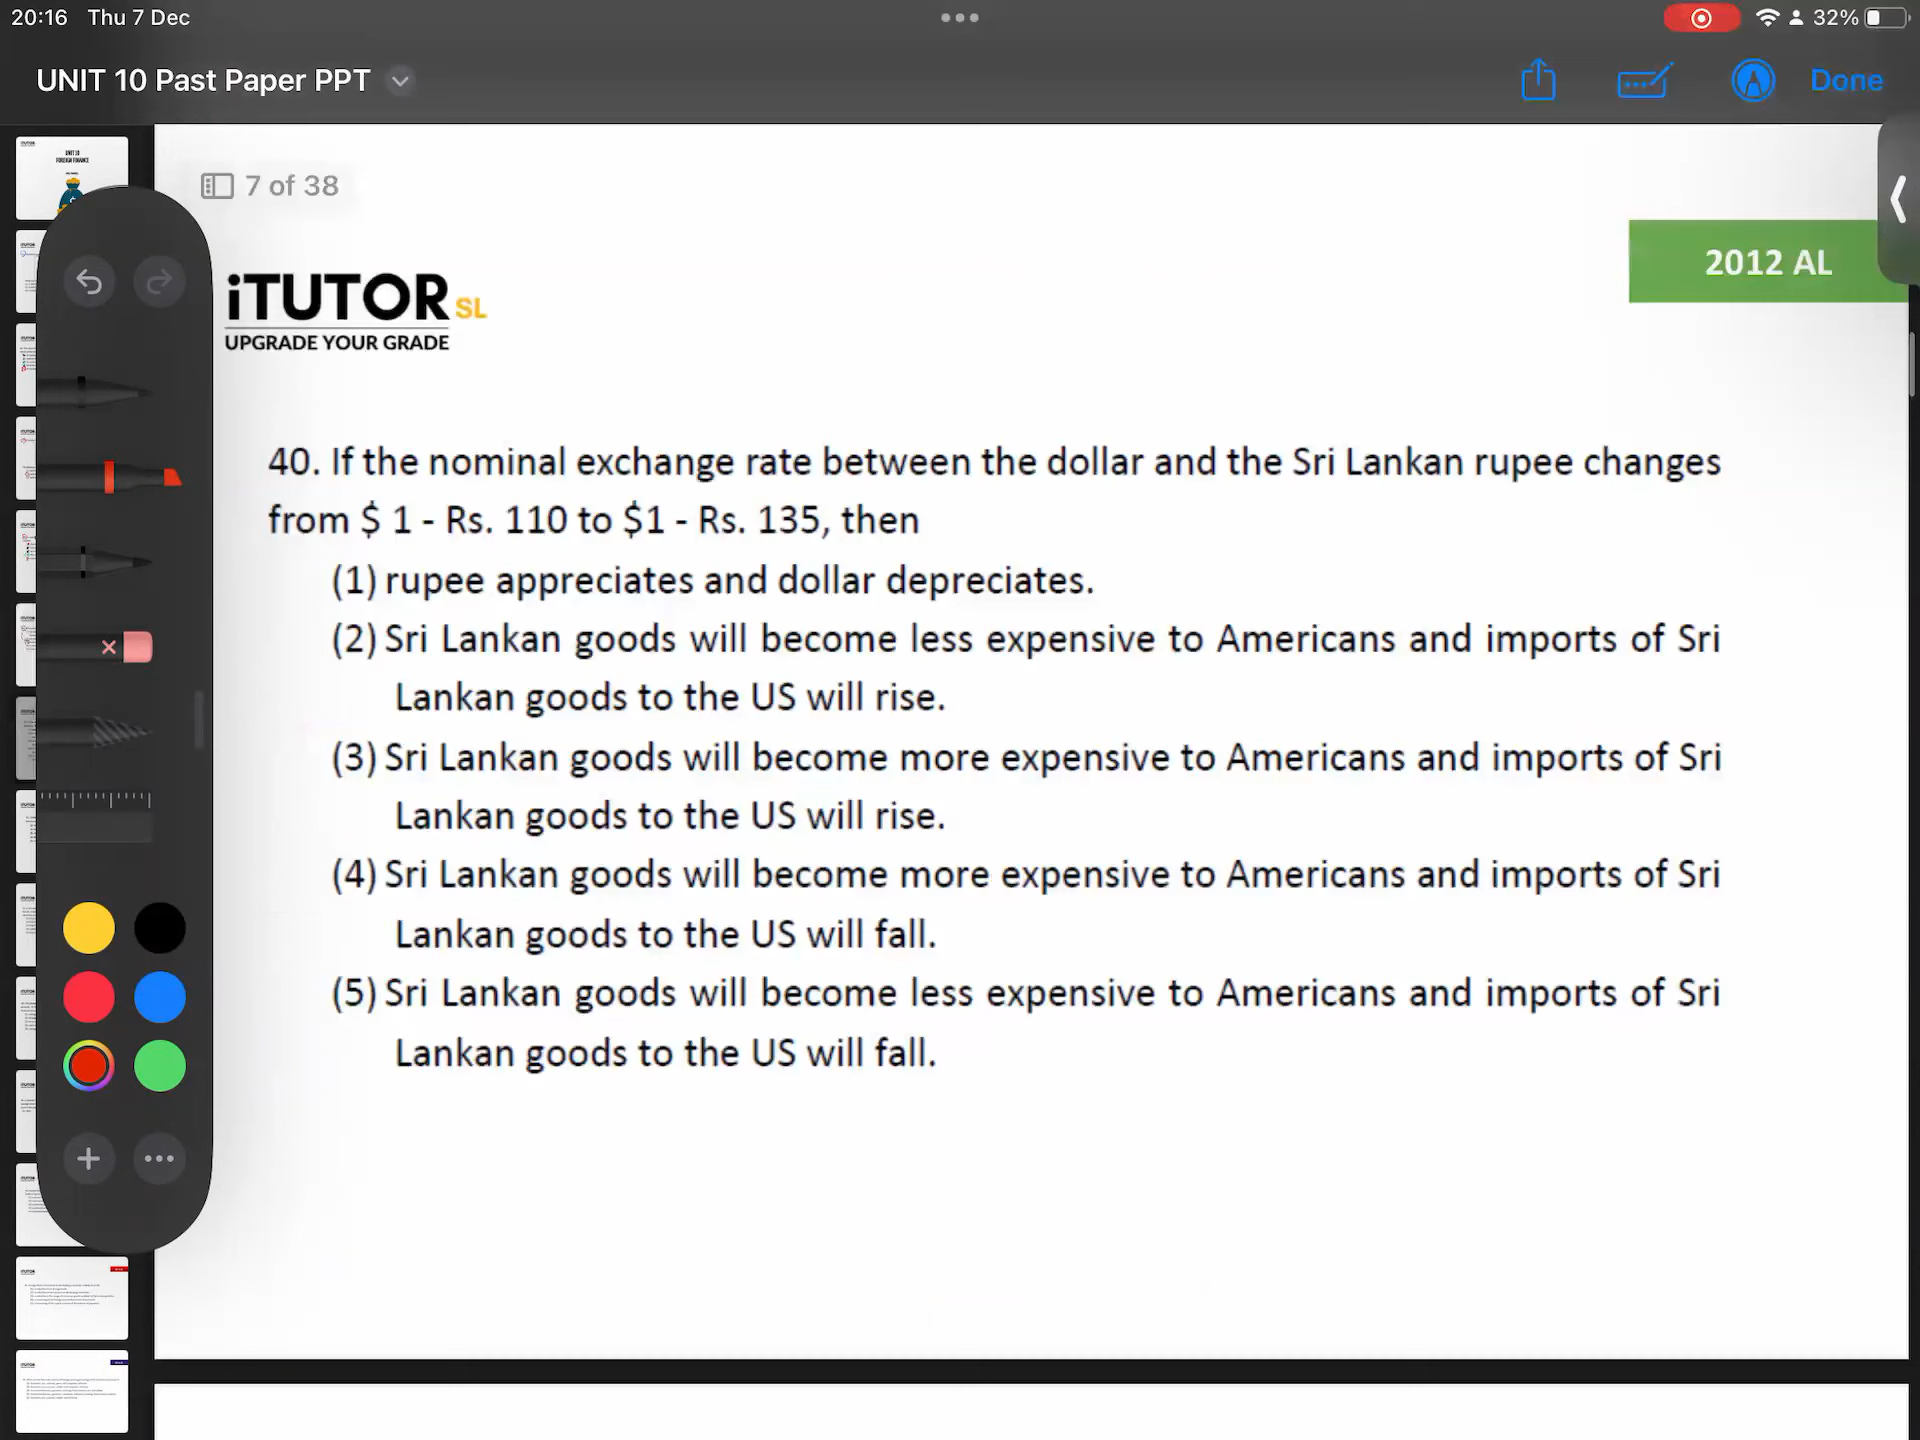 20:16 Thu 7 Dec
32%
UNIT 10 Past Paper PPT
Done
7 of 38
2012 AL
iTUTOR SL
UPGRADE YOUR GRADE
40. If the nominal exchange rate between the dollar and the Sri Lankan rupee changes
from $ 1 - Rs. 110 to $1 - Rs. 135, then
(1) rupee appreciates and dollar depreciates.
(2) Sri Lankan goods will become less expensive to Americans and imports of Sri
Lankan goods to the US will rise.
(3) Sri Lankan goods will become more expensive to Americans and imports of Sri
Lankan goods to the US will rise.
(4) Sri Lankan goods will become more expensive to Americans and imports of Sri
Lankan goods to the US will fall.
(5) Sri Lankan goods will become less expensive to Americans and imports of Sri
Lankan goods to the US will fall.